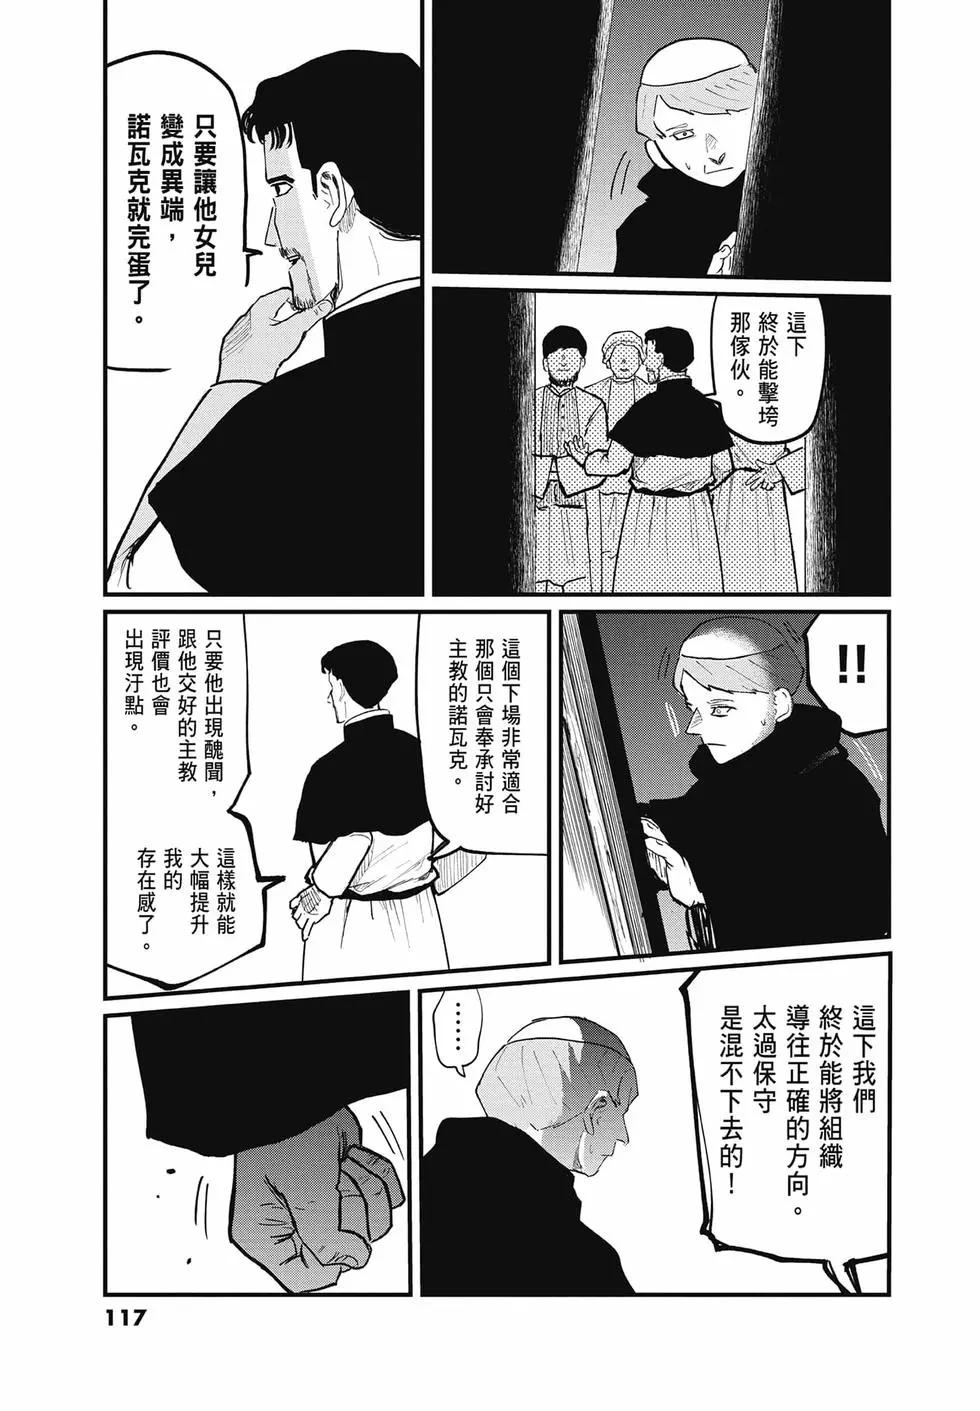 這下
終於能擊垮
那傢伙。
只要讓他女兒
變成異端，
諾瓦克就完蛋了。
!!
這個下場非常適合
那個只會奉承討好
主教的諾瓦克。
只要他出現醜聞，
跟他交好的主教
評價也會
出現汙點。
這樣就能
大幅提升
我的
存在感了。
這下我們
終於能將組織
導往正確的方向。
太過保守
是混不下去的！
……
117